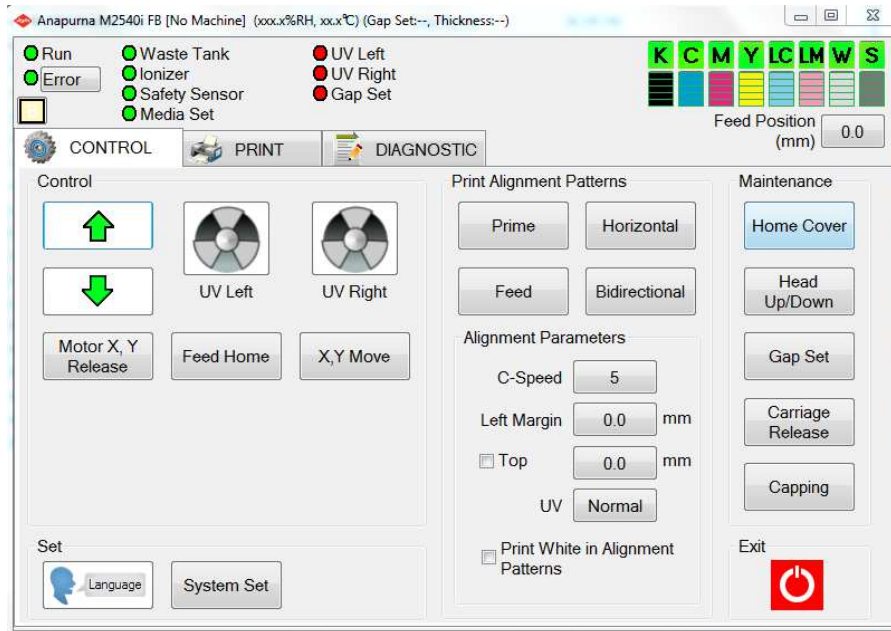 Anapurna M2540i FB [No Machine] (xxx.x%RH, xx.x℃) (Gap Set:--, Thickness:--)
Run
Waste Tank
UV Left
Error
Ionizer
UV Right
Safety Sensor
Gap Set
Media Set
K C M Y LC LM W S
Feed Position
(mm)
0.0
CONTROL
PRINT
DIAGNOSTIC
Control
UV Left
UV Right
Motor X, Y
Release
Feed Home
X,Y Move
Print Alignment Patterns
Prime
Horizontal
Feed
Bidirectional
Alignment Parameters
C-Speed
5
Left Margin
0.0
mm
Top
0.0
mm
UV
Normal
Print White in Alignment
Patterns
Maintenance
Home Cover
Head
Up/Down
Gap Set
Carriage
Release
Capping
Set
Language
System Set
Exit